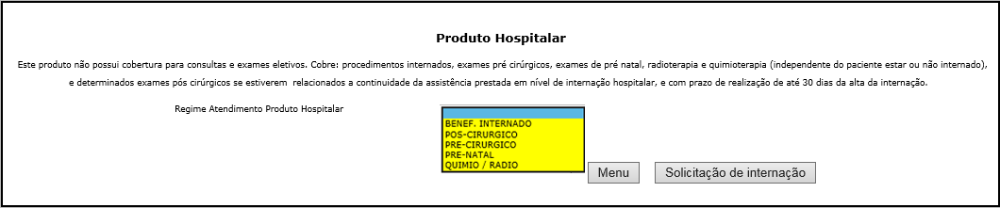 Produto Hospitalar
Este produto não possui cobertura para consultas e exames eletivos. Cobre: procedimentos internados, exames pré cirúrgicos, exames de pré natal, radioterapia e quimioterapia (independente do paciente estar ou não internado),
e determinados exames pós cirúrgicos se estiverem relacionados a continuidade da assistência prestada em nível de internação hospitalar, e com prazo de realização de até 30 dias da alta da internação.
Regime Atendimento Produto Hospitalar
BENEF. INTERNADO
POS-CIRURGICO
PRE-CIRURGICO
PRE-NATAL
QUIMIO / RADIO
Menu Solicitação de internação